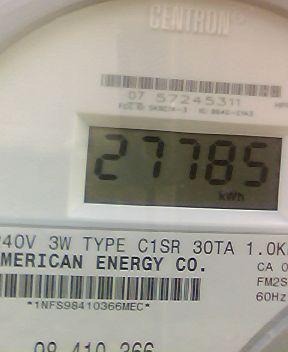 CENTRON
07 57245311
27785
kWh
240V 3W TYPE C1SR 30TA 1.0K
AMERICAN ENERGY CO.
CA 0
FM2S
60Hz
*1NFS98410366MEC*
98 410 366